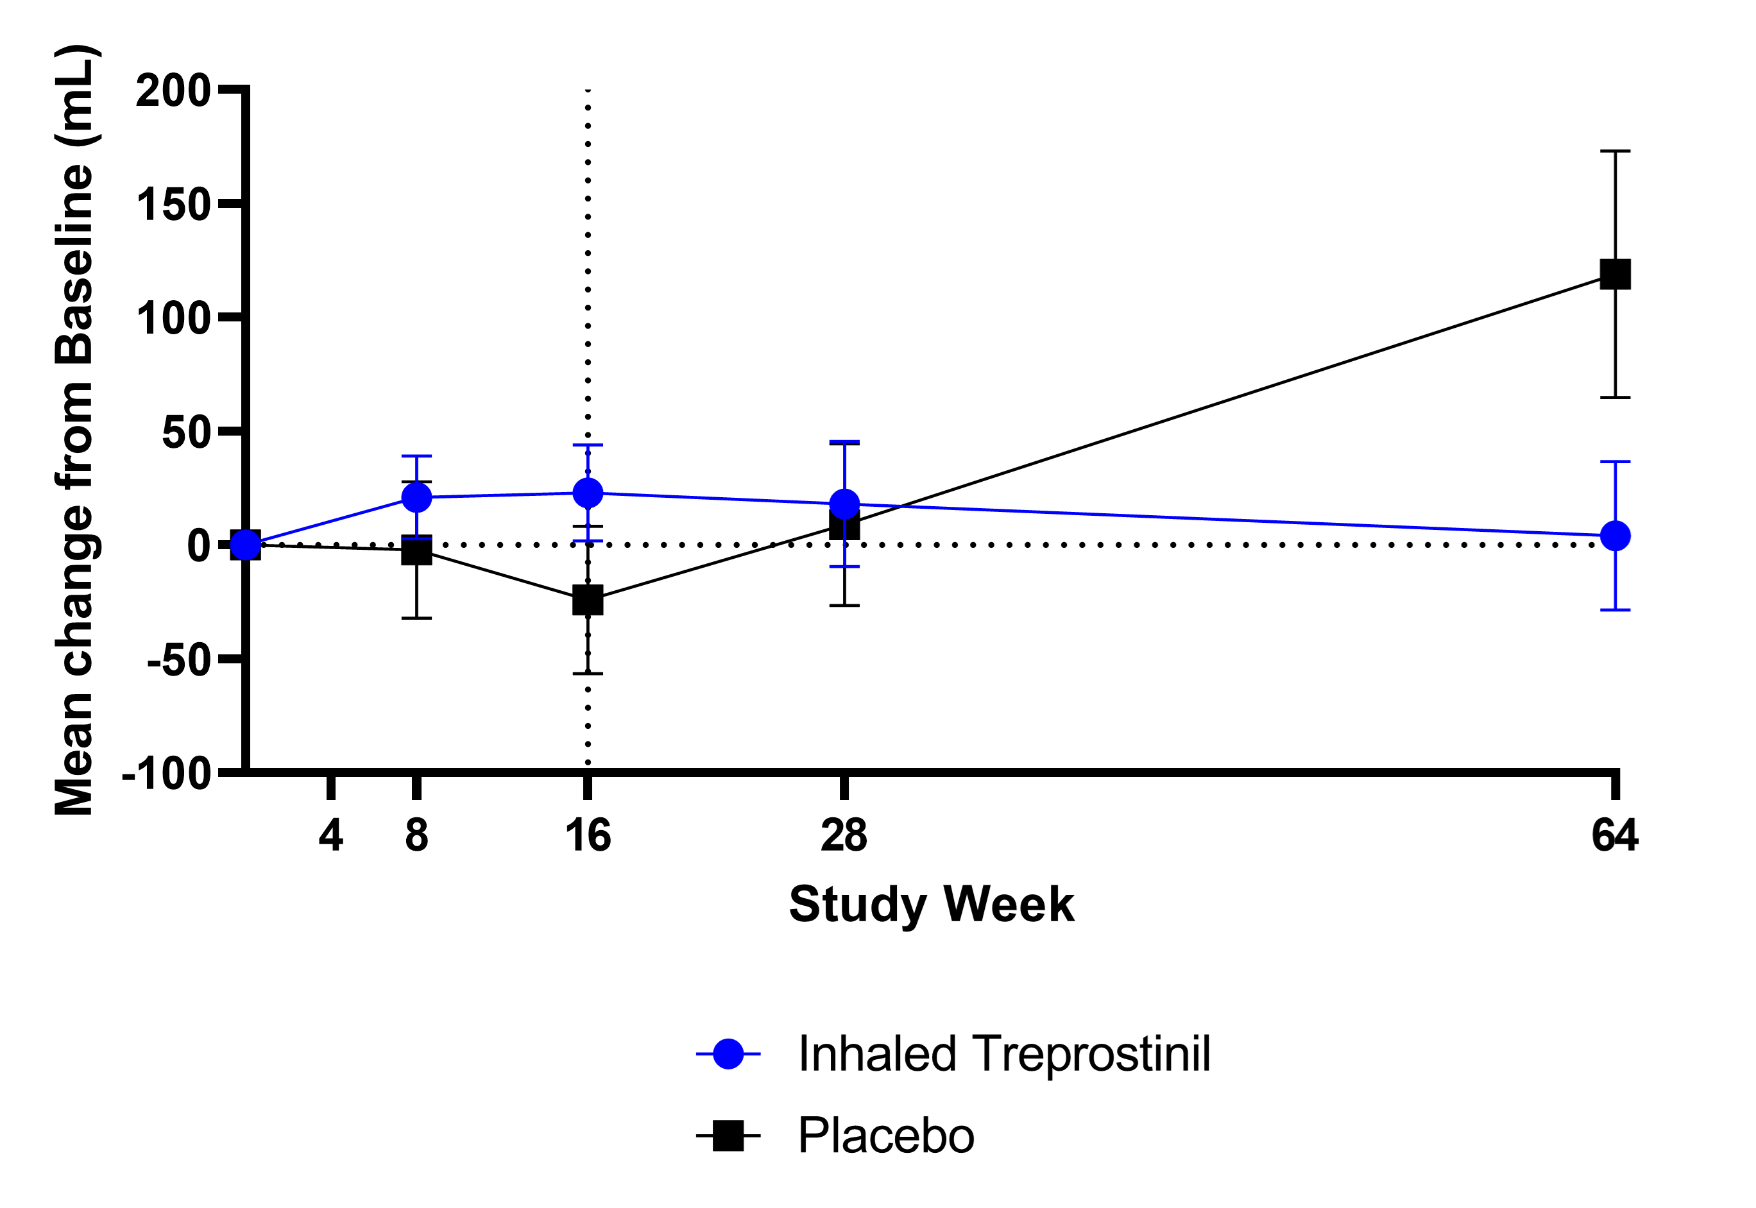 Mean change from Baseline (mL)
200
150
100
50
0
-50
-100
4 8 16 28 64
Study Week
Inhaled Treprostinil
Placebo